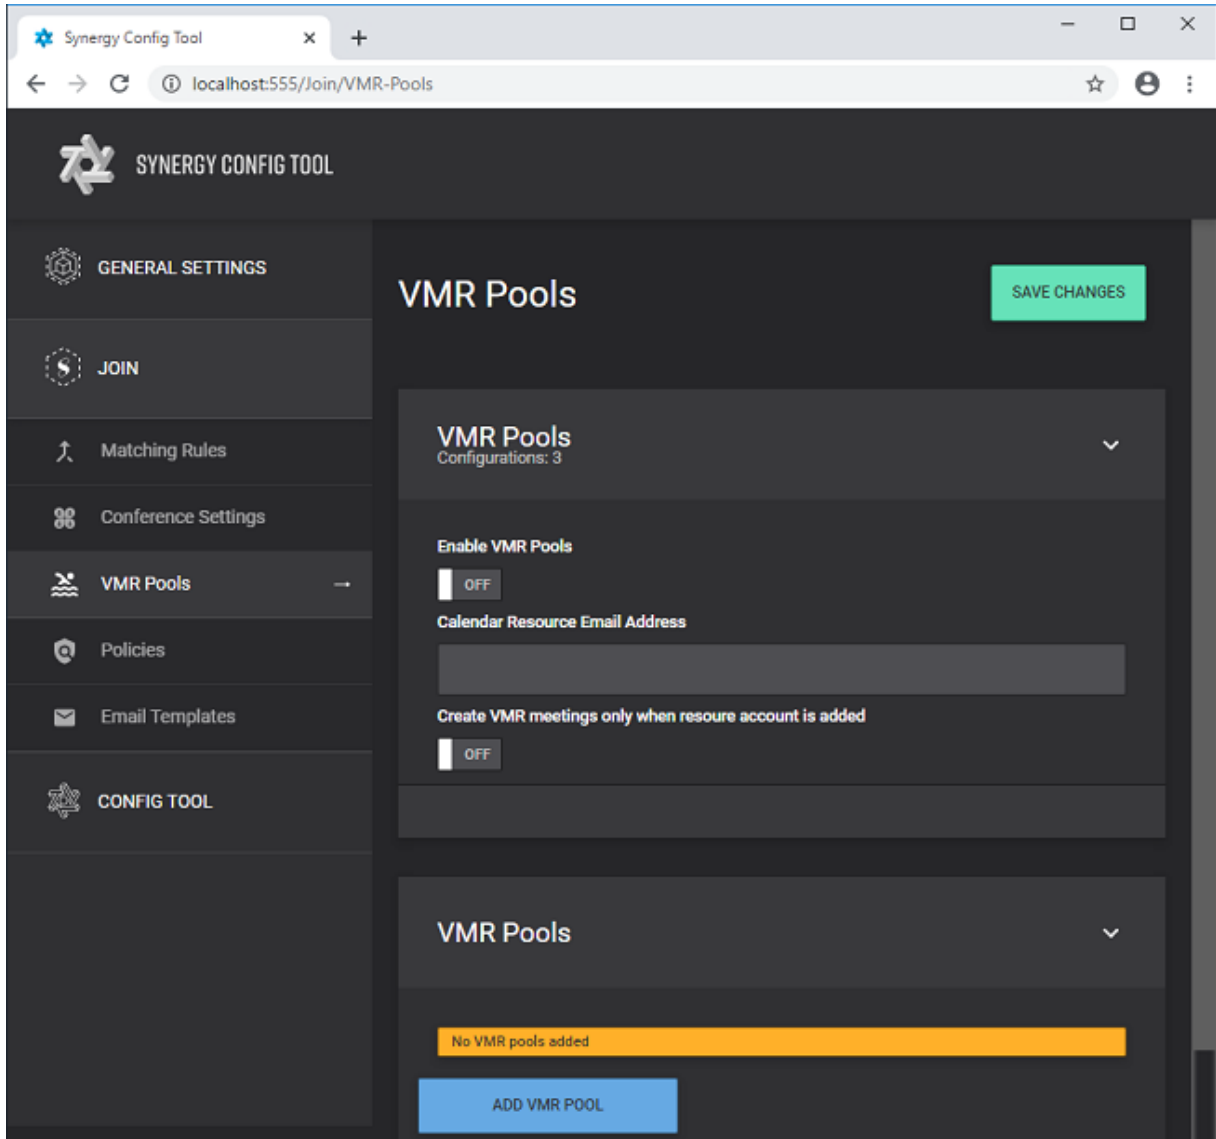 Synergy Config Tool
localhost:555/Join/VMR-Pools
SYNERGY CONFIG TOOL
GENERAL SETTINGS
JOIN
Matching Rules
Conference Settings
VMR Pools
Policies
Email Templates
CONFIG TOOL
VMR Pools
SAVE CHANGES
VMR Pools
Configurations: 3
Enable VMR Pools
OFF
Calendar Resource Email Address
Create VMR meetings only when resoure account is added
OFF
VMR Pools
No VMR pools added
ADD VMR POOL